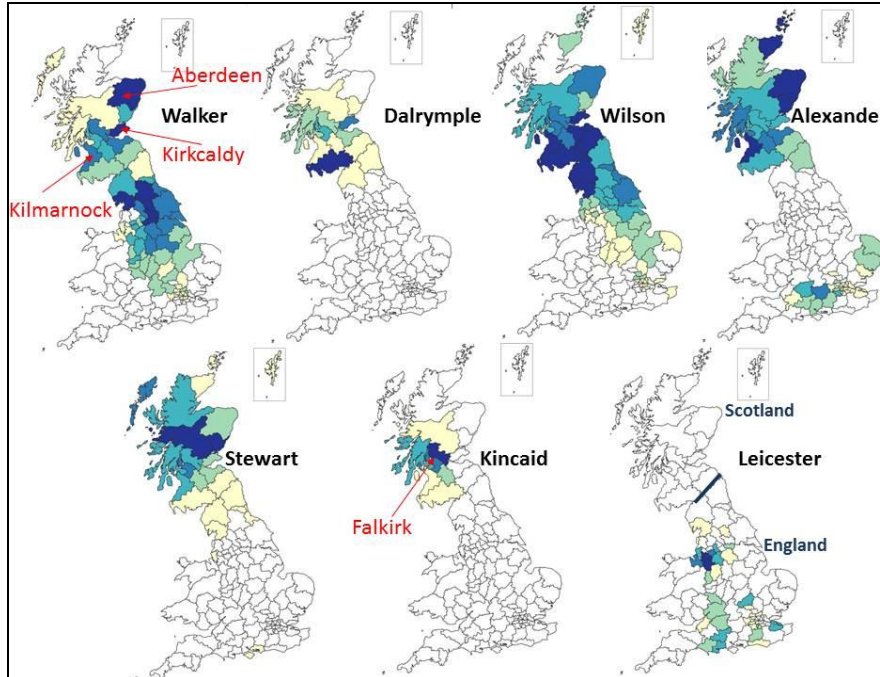 Aberdeen
Walker
Dalrymple
Wilson
Alexande
Kirkcaldy
Kilmarnock
Scotland
Stewart
Kincaid
Leicester
Falkirk
England